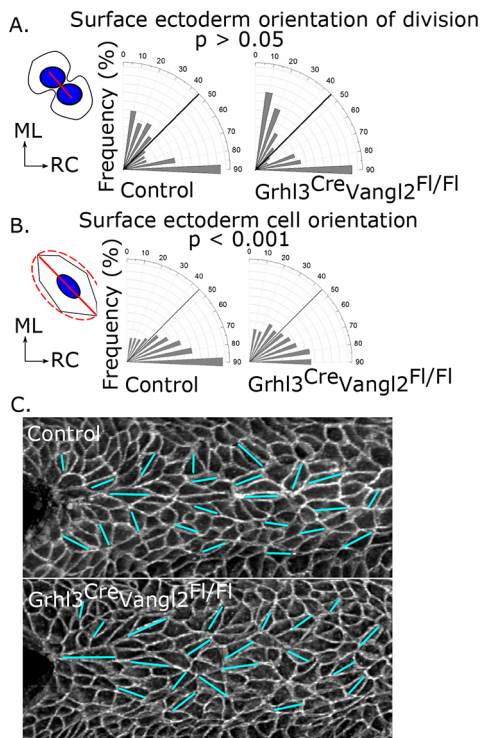 A.
Surface ectoderm orientation of division
p > 0.05
ML
RC
Frequency (%)
0 10 20 30 40 50 60 70 80 90
Control
0 10 20 30 40 50 60 70 80 90
Grhl3CreVangl2Fl/Fl
B.
Surface ectoderm cell orientation
p < 0.001
ML
RC
Frequency (%)
0 10 20 30 40 50 60 70 80 90
Control
0 10 20 30 40 50 60 70 80 90
Grhl3CreVangl2Fl/Fl
C.
Control
Grhl3CreVangl2Fl/Fl